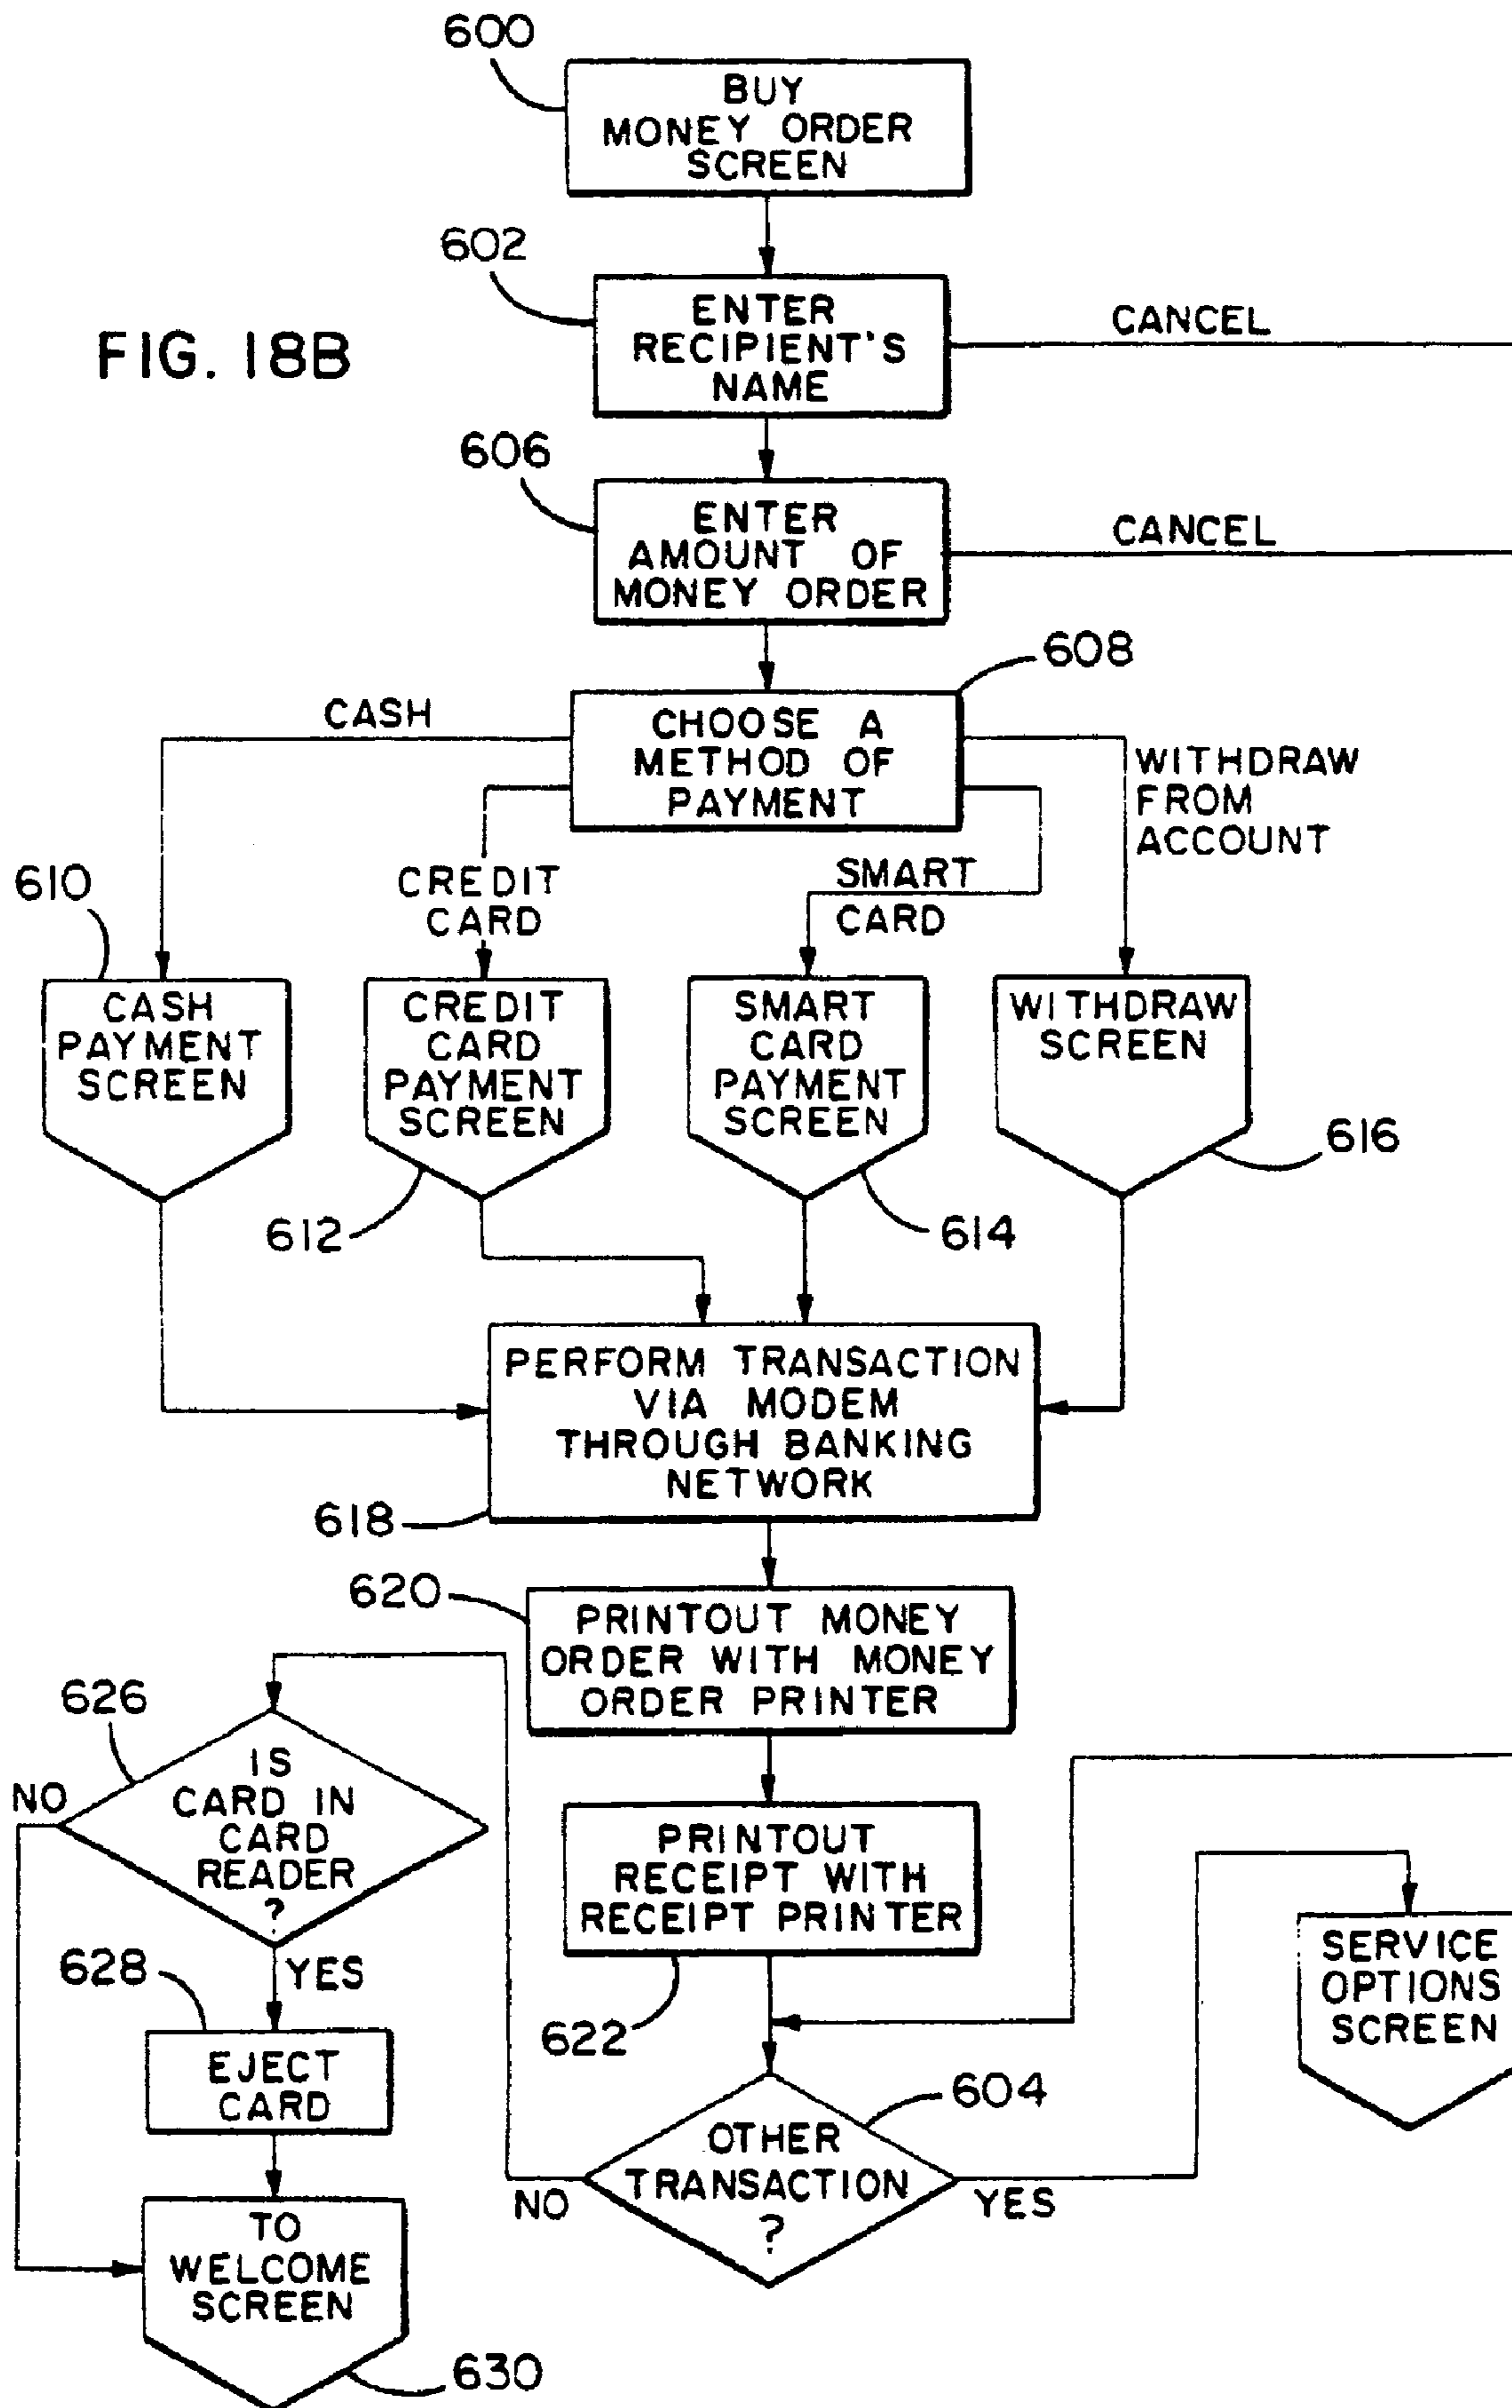 600
BUY
MONEY ORDER
SCREEN
602
ENTER
RECIPIENT'S
NAME
CANCEL
FIG. 18B
606
ENTER
AMOUNT OF
MONEY ORDER
CANCEL
608
CHOOSE A
METHOD OF
PAYMENT
CASH
CREDIT
CARD
SMART
CARD
WITHDRAW
FROM
ACCOUNT
610
CASH
PAYMENT
SCREEN
CREDIT
CARD
PAYMENT
SCREEN
SMART
CARD
PAYMENT
SCREEN
WITHDRAW
SCREEN
612
614
616
PERFORM TRANSACTION
VIA MODEM
THROUGH BANKING
NETWORK
618
620
PRINTOUT MONEY
ORDER WITH MONEY
ORDER PRINTER
626
IS
CARD IN
CARD
READER
?
NO
YES
PRINTOUT
RECEIPT WITH
RECEIPT PRINTER
622
SERVICE
OPTIONS
SCREEN
628
EJECT
CARD
604
OTHER
TRANSACTION
?
NO
YES
TO
WELCOME
SCREEN
630